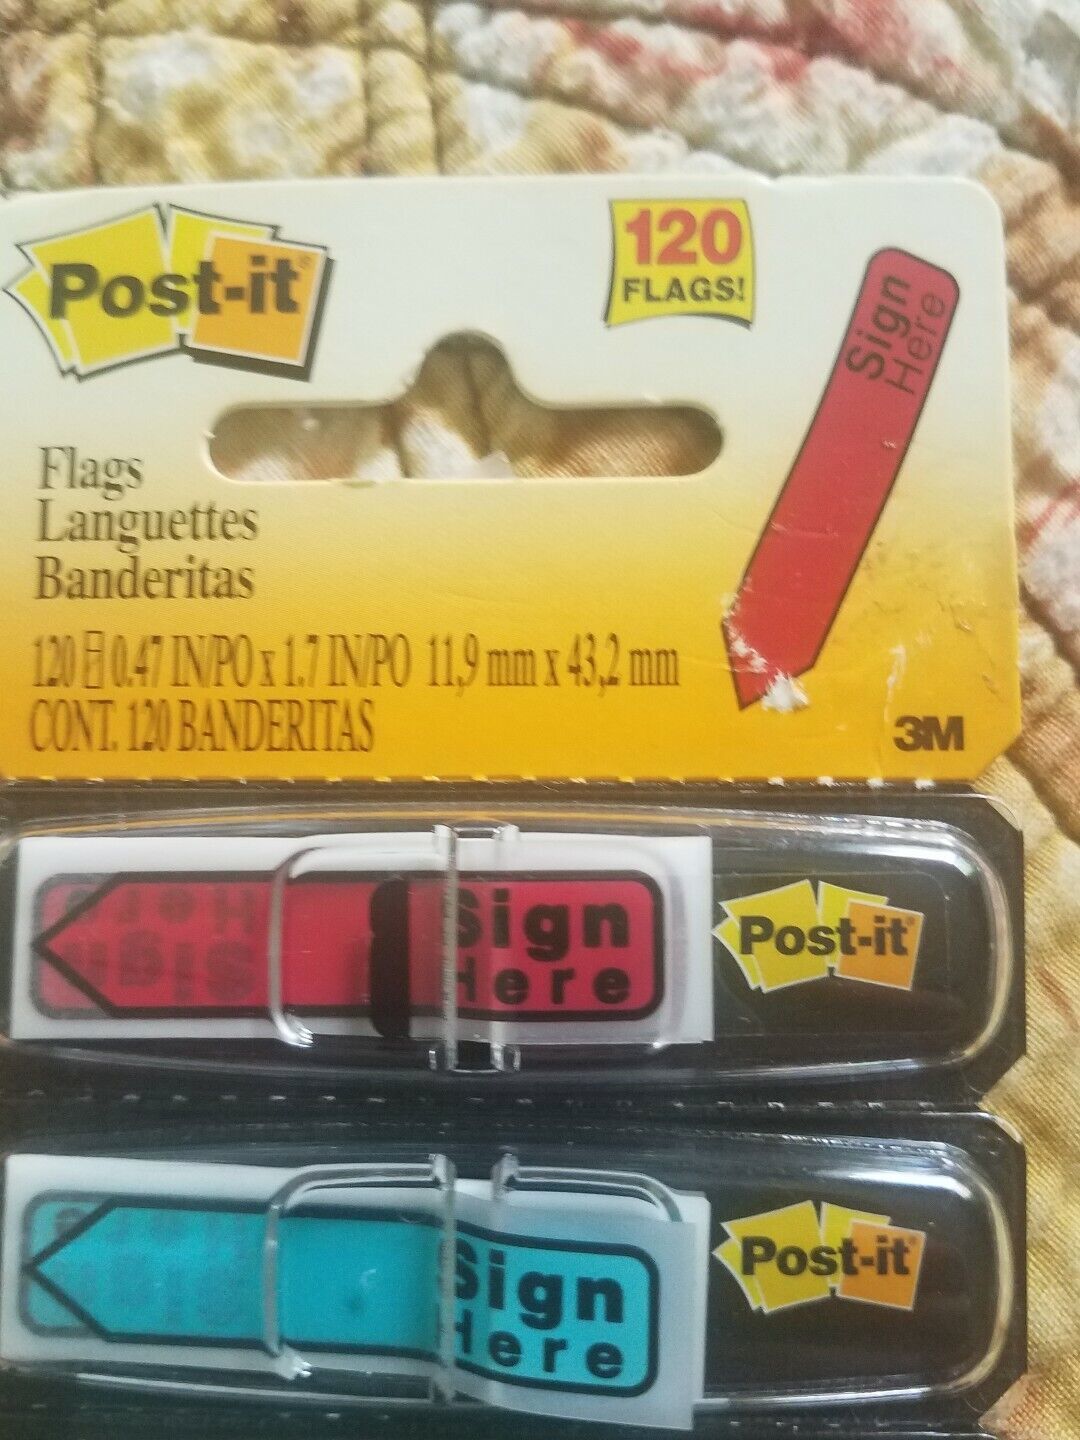 Post-it®
120
FLAGS!
Sign
Here
Flags
Languettes
Banderitas
120 0.47 IN/PO x 1.7 IN/PO 11,9 mm x 43,2 mm
CONT. 120 BANDERITAS
3M
Sign
Here
Post-it®
Sign
Here
Post-it®